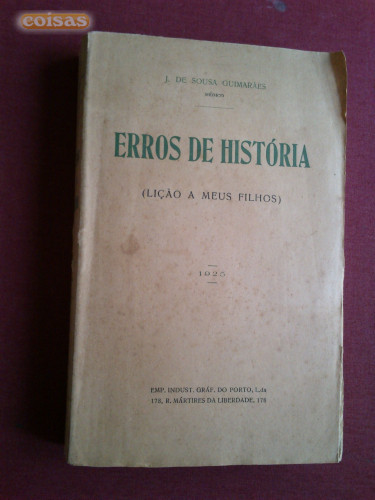 coisas
J. DE SOUSA GUIMARÃES
MÉDICO
ERROS DE HISTÓRIA
(LIÇÃO A MEUS FILHOS)
1925
EMP. INDUST. GRÁF. DO PORTO, L.da
178, R. MÁRTIRES DA LIBERDADE, 178